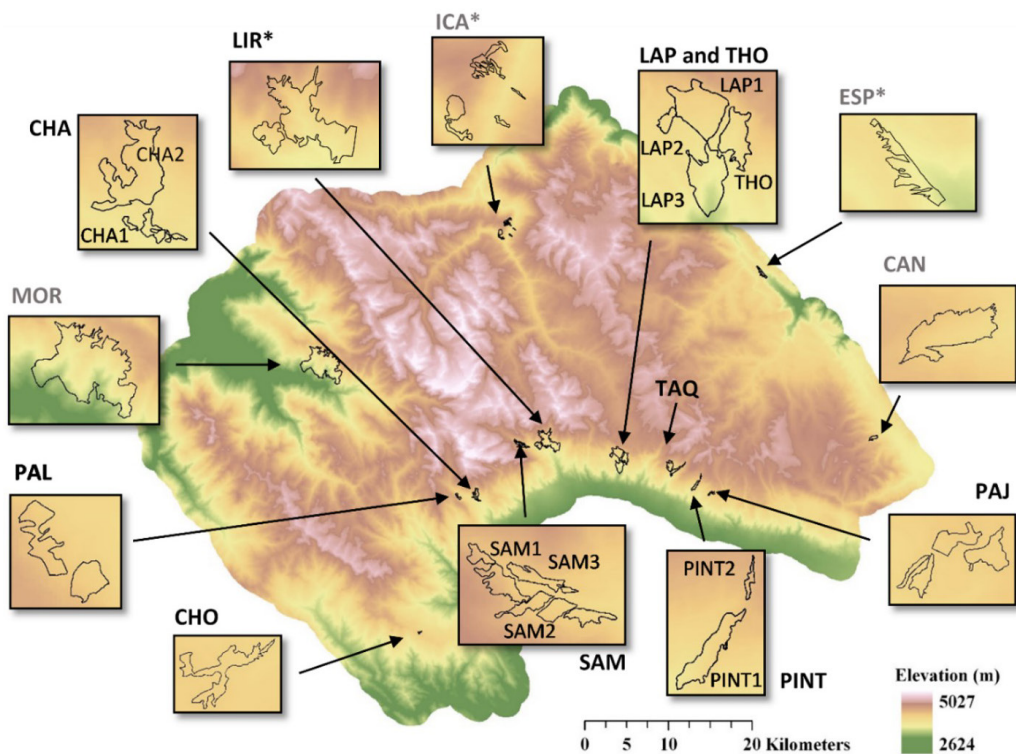 ICA*
LIR*
LAP and THO
LAP1
ESP*
CHA
CHA2
LAP2
THO
LAP3
CHA1
CAN
MOR
TAQ
PAL
PAJ
SAM1
SAM3
PINT2
SAM2
CHO
SAM
PINT1
PINT
Elevation (m)
5027
2624
0 5 10 20
Kilometers